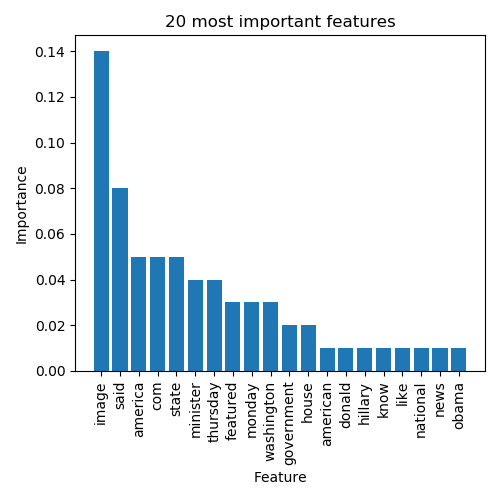 20 most important features
Importance
0.14
0.12
0.10
0.08
0.06
0.04
0.02
0.00
image
said
america
com
state
minister
thursday
featured
monday
washington
government
house
american
donald
hillary
know
like
national
news
obama
Feature